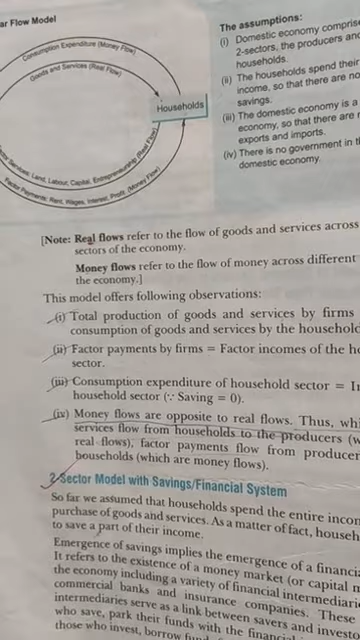 ar Flow Model
Consumption Expenditure (Money Flow)
Goods and Services (Real Flow)
Households
Services: Land, Labour, Capital, Entrepreneurship (Real Flow)
Factor Payments: Rent, Wages, Interest, Profit (Money Flow)
The assumptions:
(i) Domestic economy compris
2-sectors, the producers and
households.
(ii) The households spend their
income, so that there are no
savings.
(iii) The domestic economy is a
economy, so that there are
exports and imports.
(iv) There is no government in t
domestic economy.
[Note: Real flows refer to the flow of goods and services across
sectors of the economy.
Money flows refer to the flow of money across different
the economy.]
This model offers following observations:
(i) Total production of goods and services by firms
consumption of goods and services by the househol
(ii) Factor payments by firms = Factor incomes of the h
sector.
(iii) Consumption expenditure of household sector = I
household sector (∵ Saving = 0).
(iv) Money flows are opposite to real flows. Thus, whi
services flow from households to the producers (w
real flows), factor payments flow from producer
households (which are money flows).
2-Sector Model with Savings/Financial System
So far we assumed that households spend the entire incom
purchase of goods and services. As a matter of fact, househ
to save a part of their income.
Emergence of savings implies the emergence of a financi
It refers to the existence of a money market (or capital m
the economy including a variety of financial intermediari
commercial banks and insurance companies. These
intermediaries serve as a link between savers and inves
who save, park their funds with the financial
those who invest, borrow